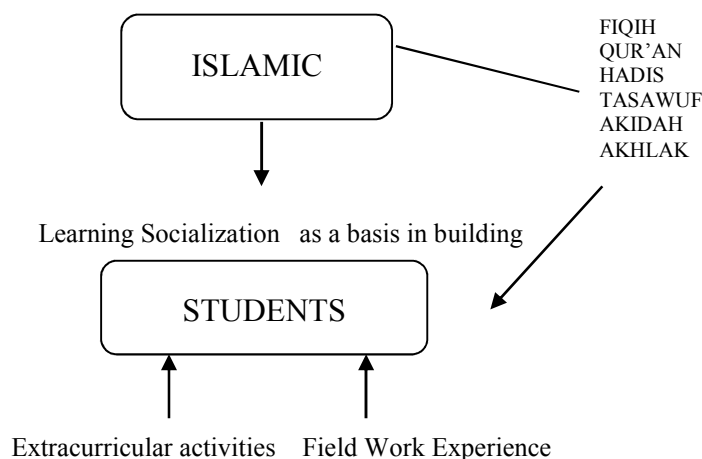 ISLAMIC
FIQIH
QUR’AN
HADIS
TASAWUF
AKIDAH
AKHLAK
Learning Socialization as a basis in building
STUDENTS
Extracurricular activities
Field Work Experience